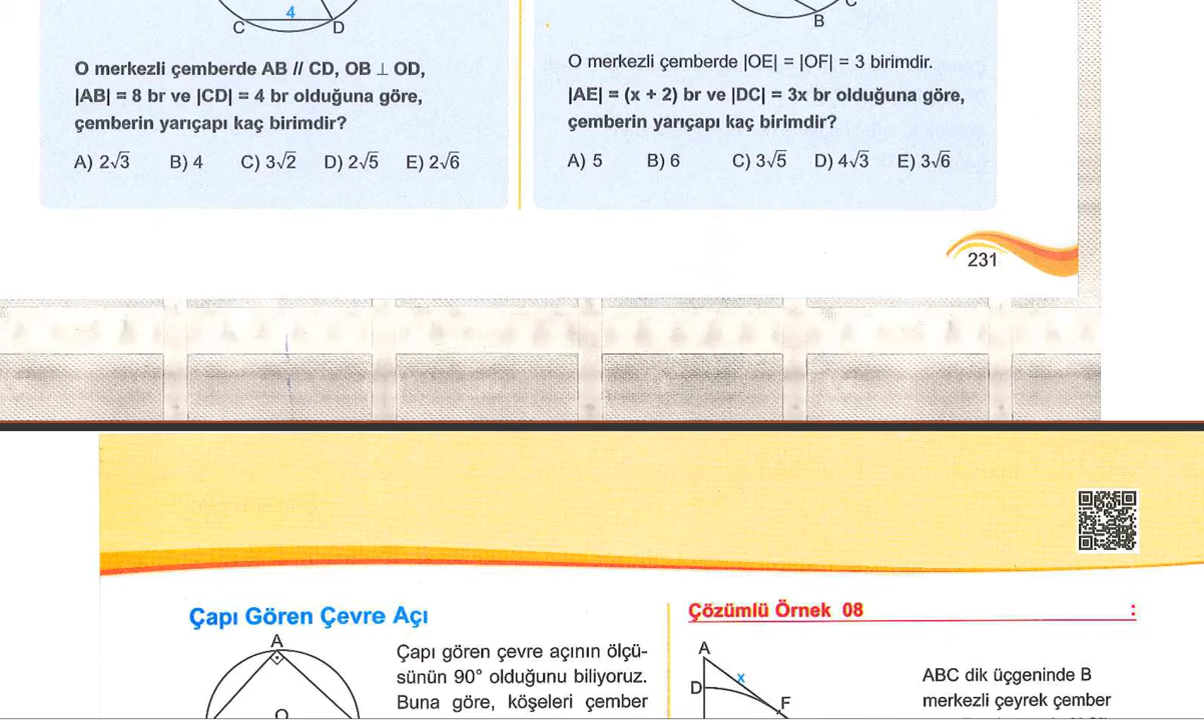 4
C
D
O merkezli çemberde AB // CD, OB ⊥ OD,
|AB| = 8 br ve |CD| = 4 br olduğuna göre,
çemberin yarıçapı kaç birimdir?
A) 2√3 B) 4 C) 3√2 D) 2√5 E) 2√6
C
B
O merkezli çemberde |OE| = |OF| = 3 birimdir.
|AE| = (x + 2) br ve |DC| = 3x br olduğuna göre,
çemberin yarıçapı kaç birimdir?
A) 5 B) 6 C) 3√5 D) 4√3 E) 3√6
231
Çapı Gören Çevre Açı
A
O
Çapı gören çevre açının ölçü-
sünün 90° olduğunu biliyoruz.
Buna göre, köşeleri çember
Çözümlü Örnek 08 :
A
x
D
F
ABC dik üçgeninde B
merkezli çeyrek çember